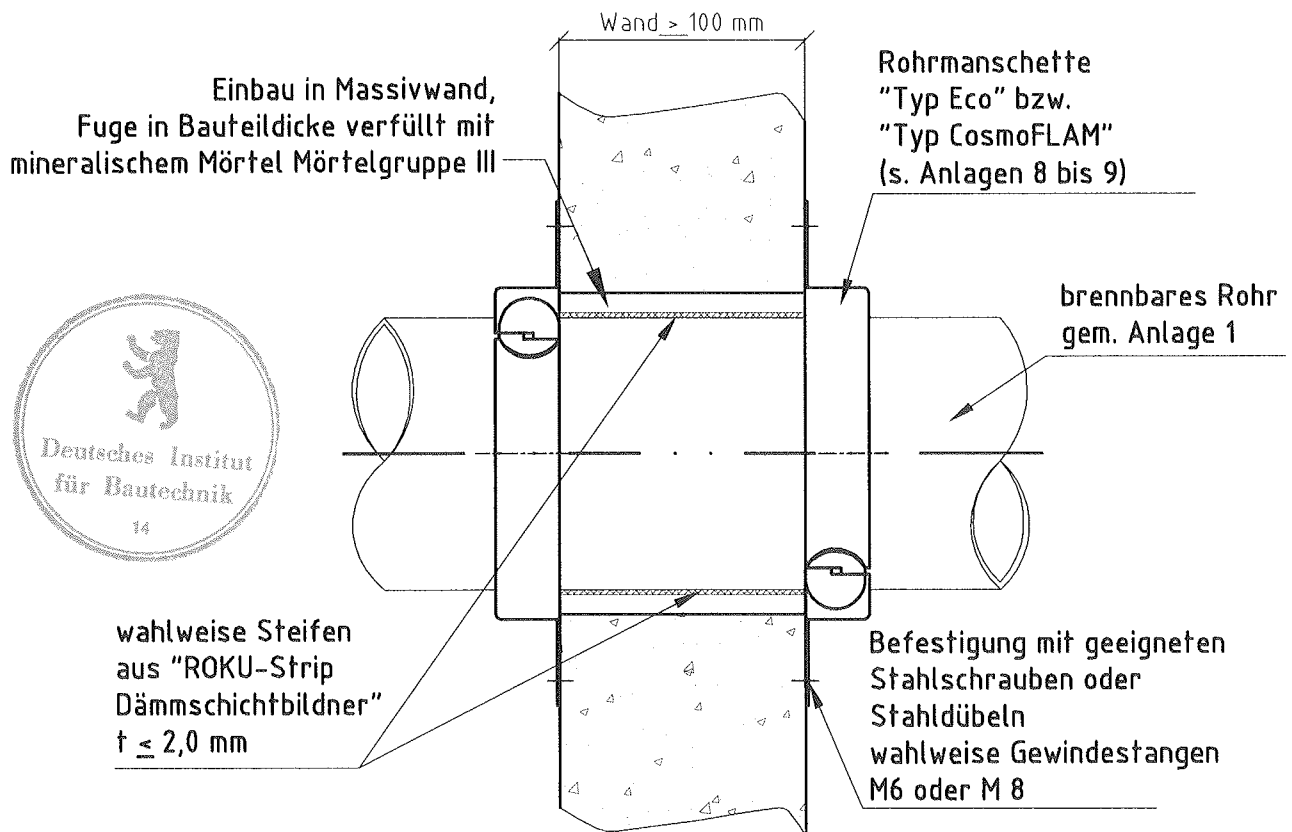 Wand ≥ 100 mm
Einbau in Massivwand,
Fuge in Bauteildicke verfüllt mit
mineralischem Mörtel Mörtelgruppe III
Rohrmanschette
"Typ Eco" bzw.
"Typ CosmoFLAM"
(s. Anlagen 8 bis 9)
brennbares Rohr
gem. Anlage 1
Deutsches Institut
für Bautechnik
14
wahlweise Steifen
aus "ROKU-Strip
Dämmschichtbildner"
t ≤ 2,0 mm
Befestigung mit geeigneten
Stahlschrauben oder
Stahldübeln
wahlweise Gewindestangen
M6 oder M 8